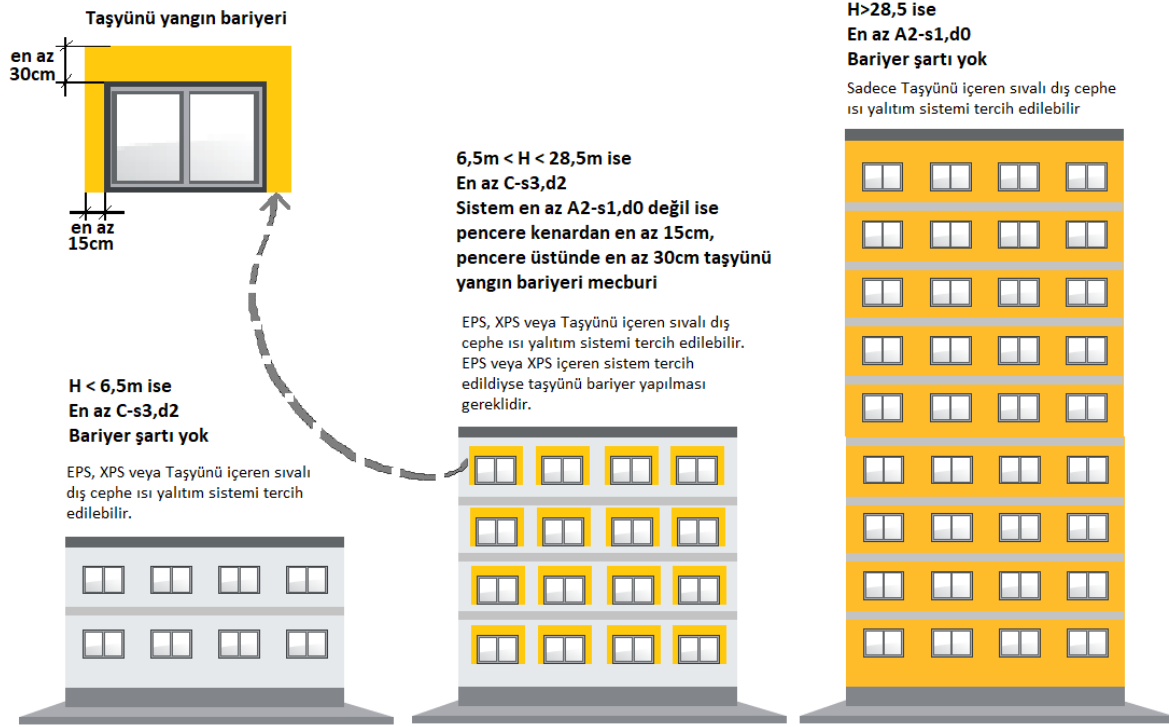 Taşyünü yangın bariyeri
en az
30cm
en az
15cm
H < 6,5m ise
En az C-s3,d2
Bariyer şartı yok
EPS, XPS veya Taşyünü içeren sıvalı
dış cephe ısı yalıtım sistemi tercih
edilebilir.
6,5m < H < 28,5m ise
En az C-s3,d2
Sistem en az A2-s1,d0 değil ise
pencere kenardan en az 15cm,
pencere üstünde en az 30cm taşyünü
yangın bariyeri mecburi
EPS, XPS veya Taşyünü içeren sıvalı dış
cephe ısı yalıtım sistemi tercih edilebilir.
EPS veya XPS içeren sistem tercih
edildiyse taşyünü bariyer yapılması
gereklidir.
H>28,5 ise
En az A2-s1,d0
Bariyer şartı yok
Sadece Taşyünü içeren sıvalı dış cephe
ısı yalıtım sistemi tercih edilebilir